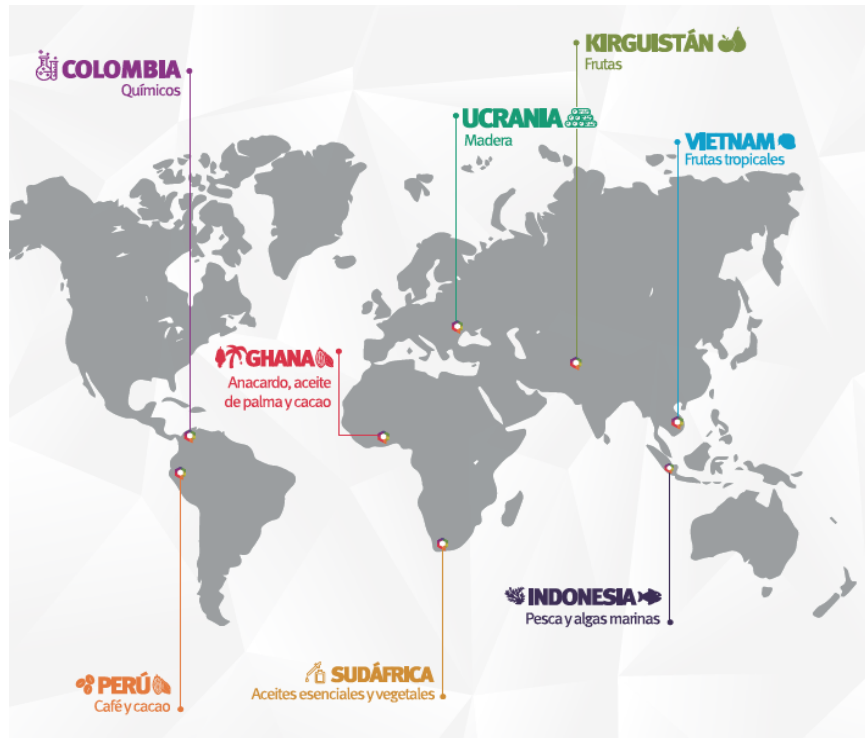 COLOMBIA
Químicos
KIRGUISTÁN
Frutas
UCRANIA
Madera
VIETNAM
Frutas tropicales
GHANA
Anacardo, aceite
de palma y cacao
INDONESIA
Pesca y algas marinas
SUDÁFRICA
Aceites esenciales y vegetales
PERÚ
Café y cacao